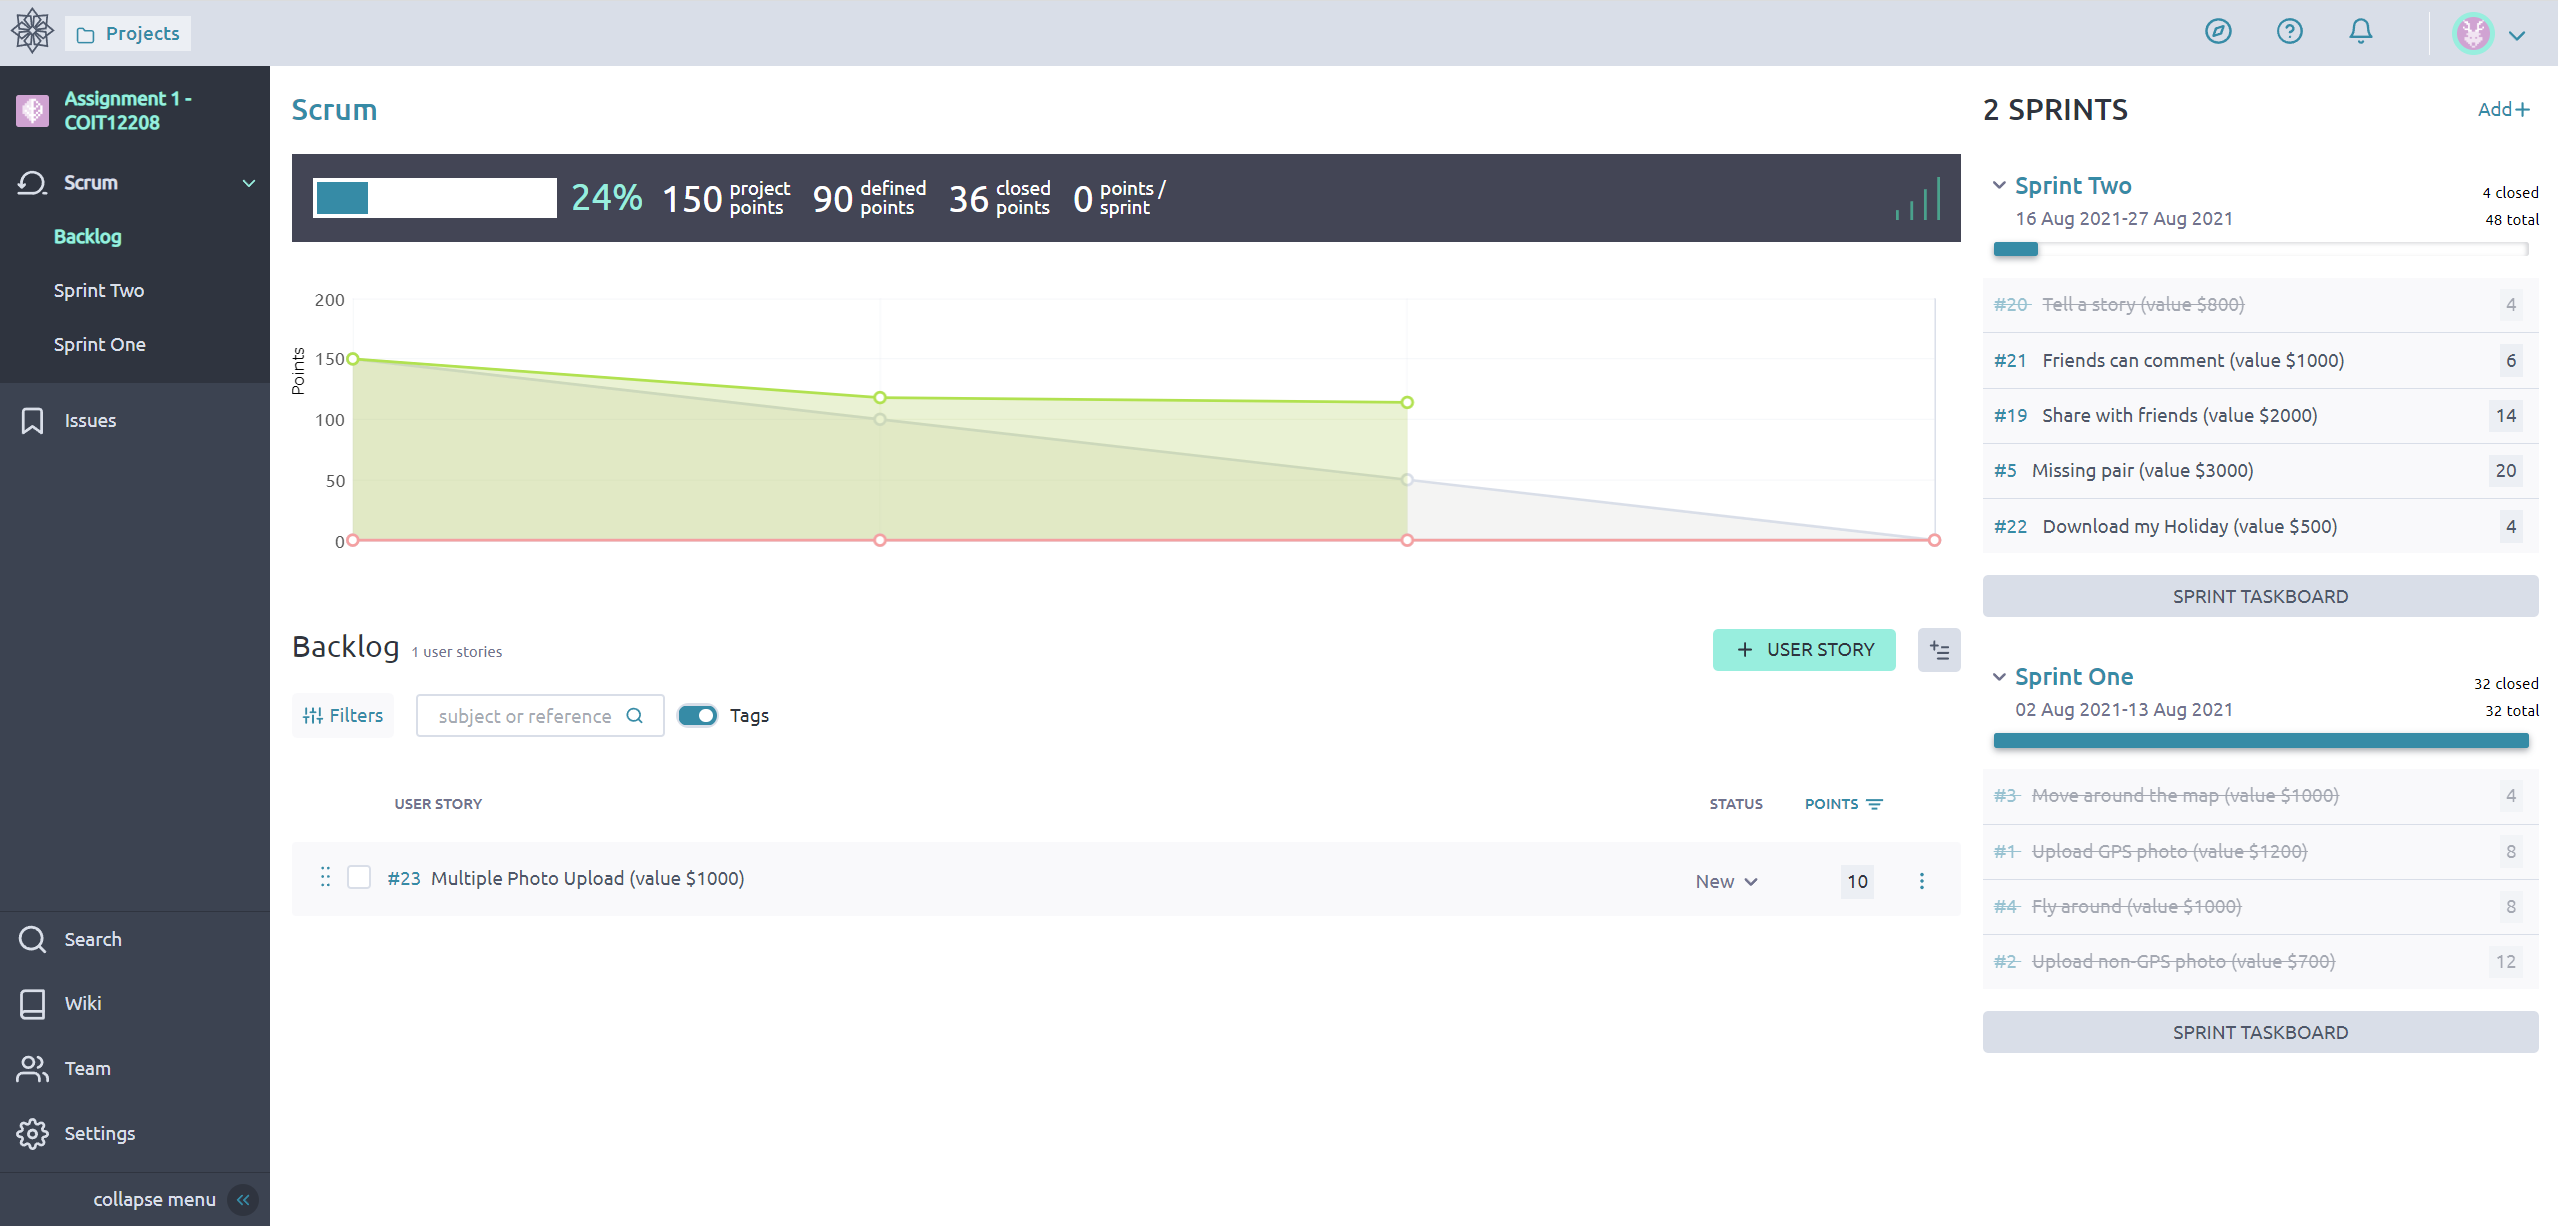 Projects
Assignment 1 -
COIT12208
Scrum
Backlog
Sprint Two
Sprint One
Issues
Search
Wiki
Team
Settings
collapse menu
Scrum
24%
150 project points
90 defined points
36 closed points
0 points / sprint
Points
200
150
100
50
0
Backlog 1 user stories
+ USER STORY
Filters
subject or reference
Tags
USER STORY STATUS POINTS
#23 Multiple Photo Upload (value $1000) New 10
2 SPRINTS Add+
Sprint Two 4 closed
16 Aug 2021-27 Aug 2021 48 total
#20 Tell a story (value $800) 4
#21 Friends can comment (value $1000) 6
#19 Share with friends (value $2000) 14
#5 Missing pair (value $3000) 20
#22 Download my Holiday (value $500) 4
SPRINT TASKBOARD
Sprint One 32 closed
02 Aug 2021-13 Aug 2021 32 total
#3 Move around the map (value $1000) 4
#1 Upload GPS photo (value $1200) 8
#4 Fly around (value $1000) 8
#2 Upload non-GPS photo (value $700) 12
SPRINT TASKBOARD